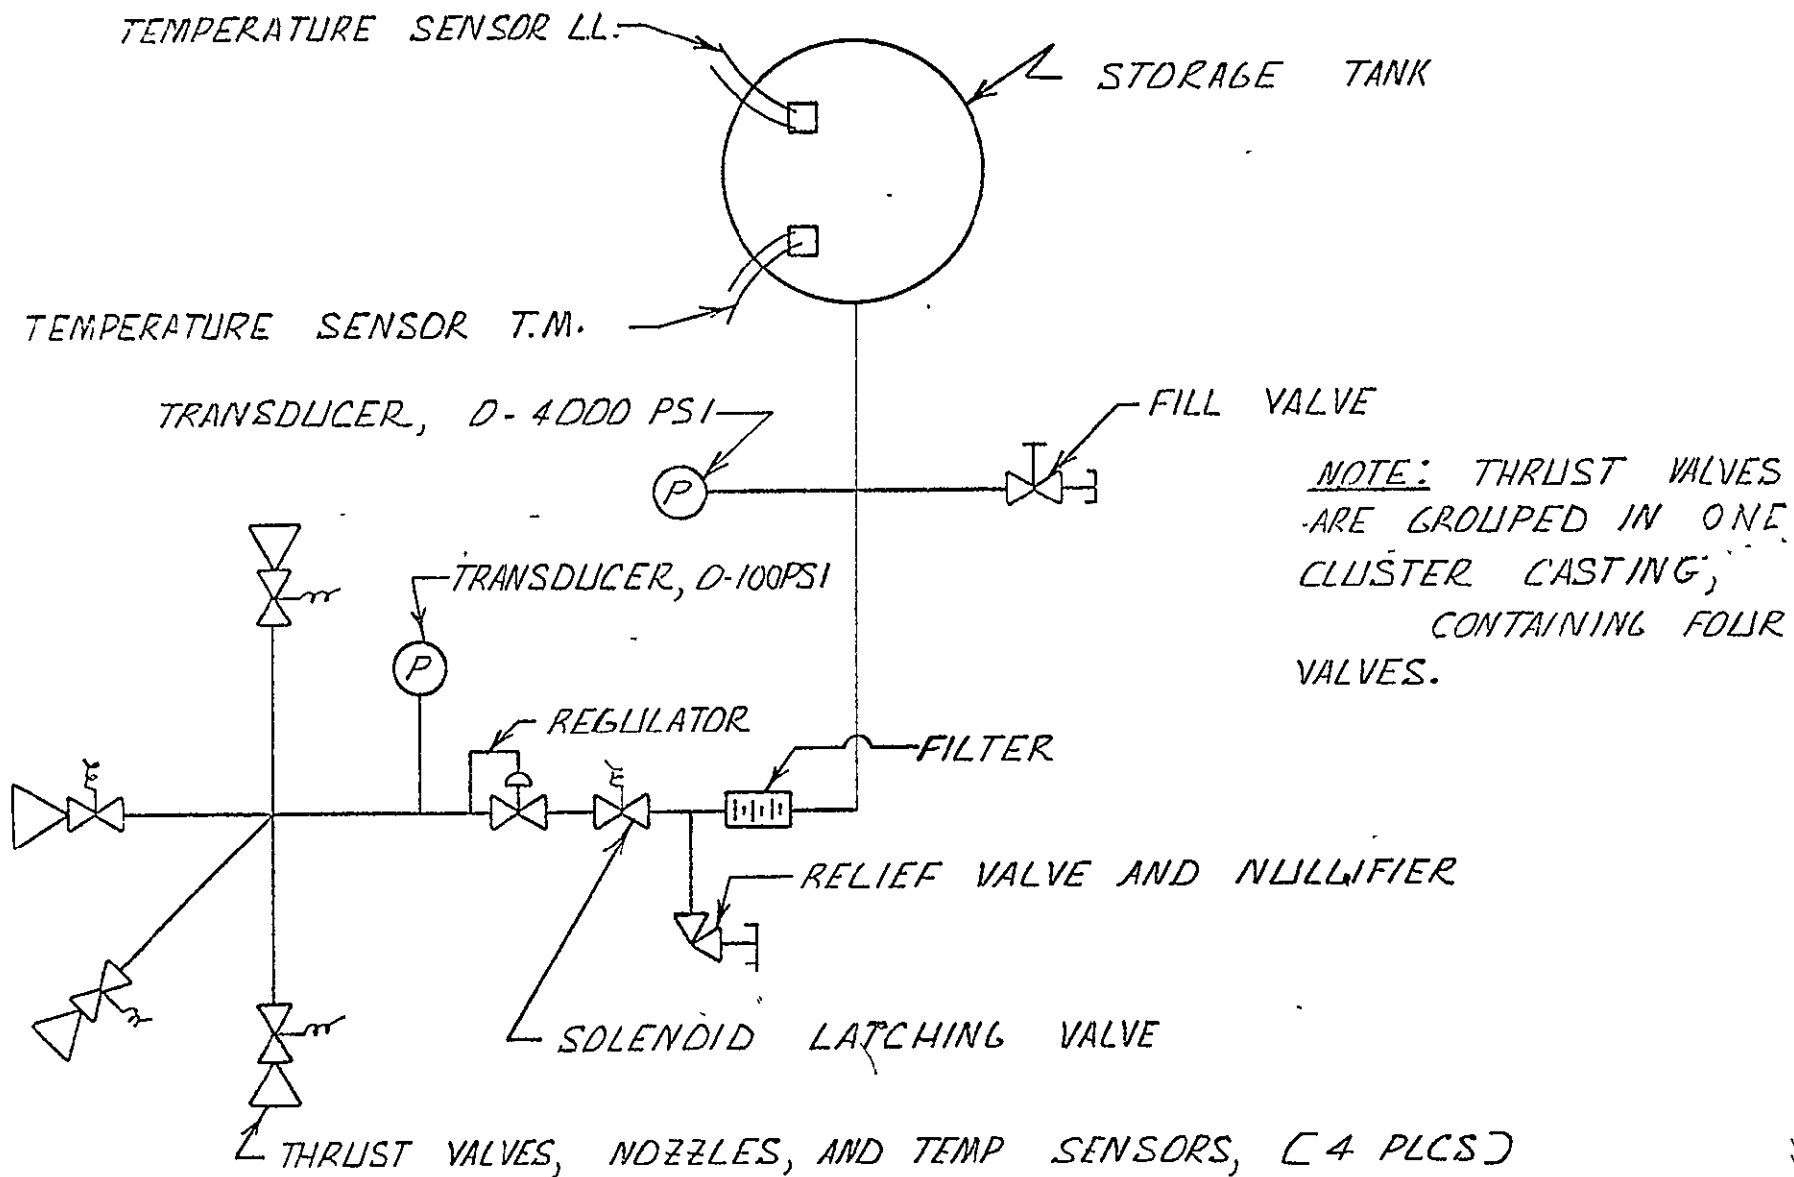 TEMPERATURE SENSOR LL.
STORAGE TANK
TEMPERATURE SENSOR T.M.
TRANSDUCER, 0-4000 PSI
FILL VALVE
P
NOTE: THRUST VALVES
ARE GROUPED IN ONE
CLUSTER CASTING,
CONTAINING FOUR
VALVES.
TRANSDUCER, 0-100PSI
P
REGULATOR
FILTER
RELIEF VALVE AND NULLIFIER
SOLENOID LATCHING VALVE
THRUST VALVES, NOZZLES, AND TEMP SENSORS, [4 PLCS]